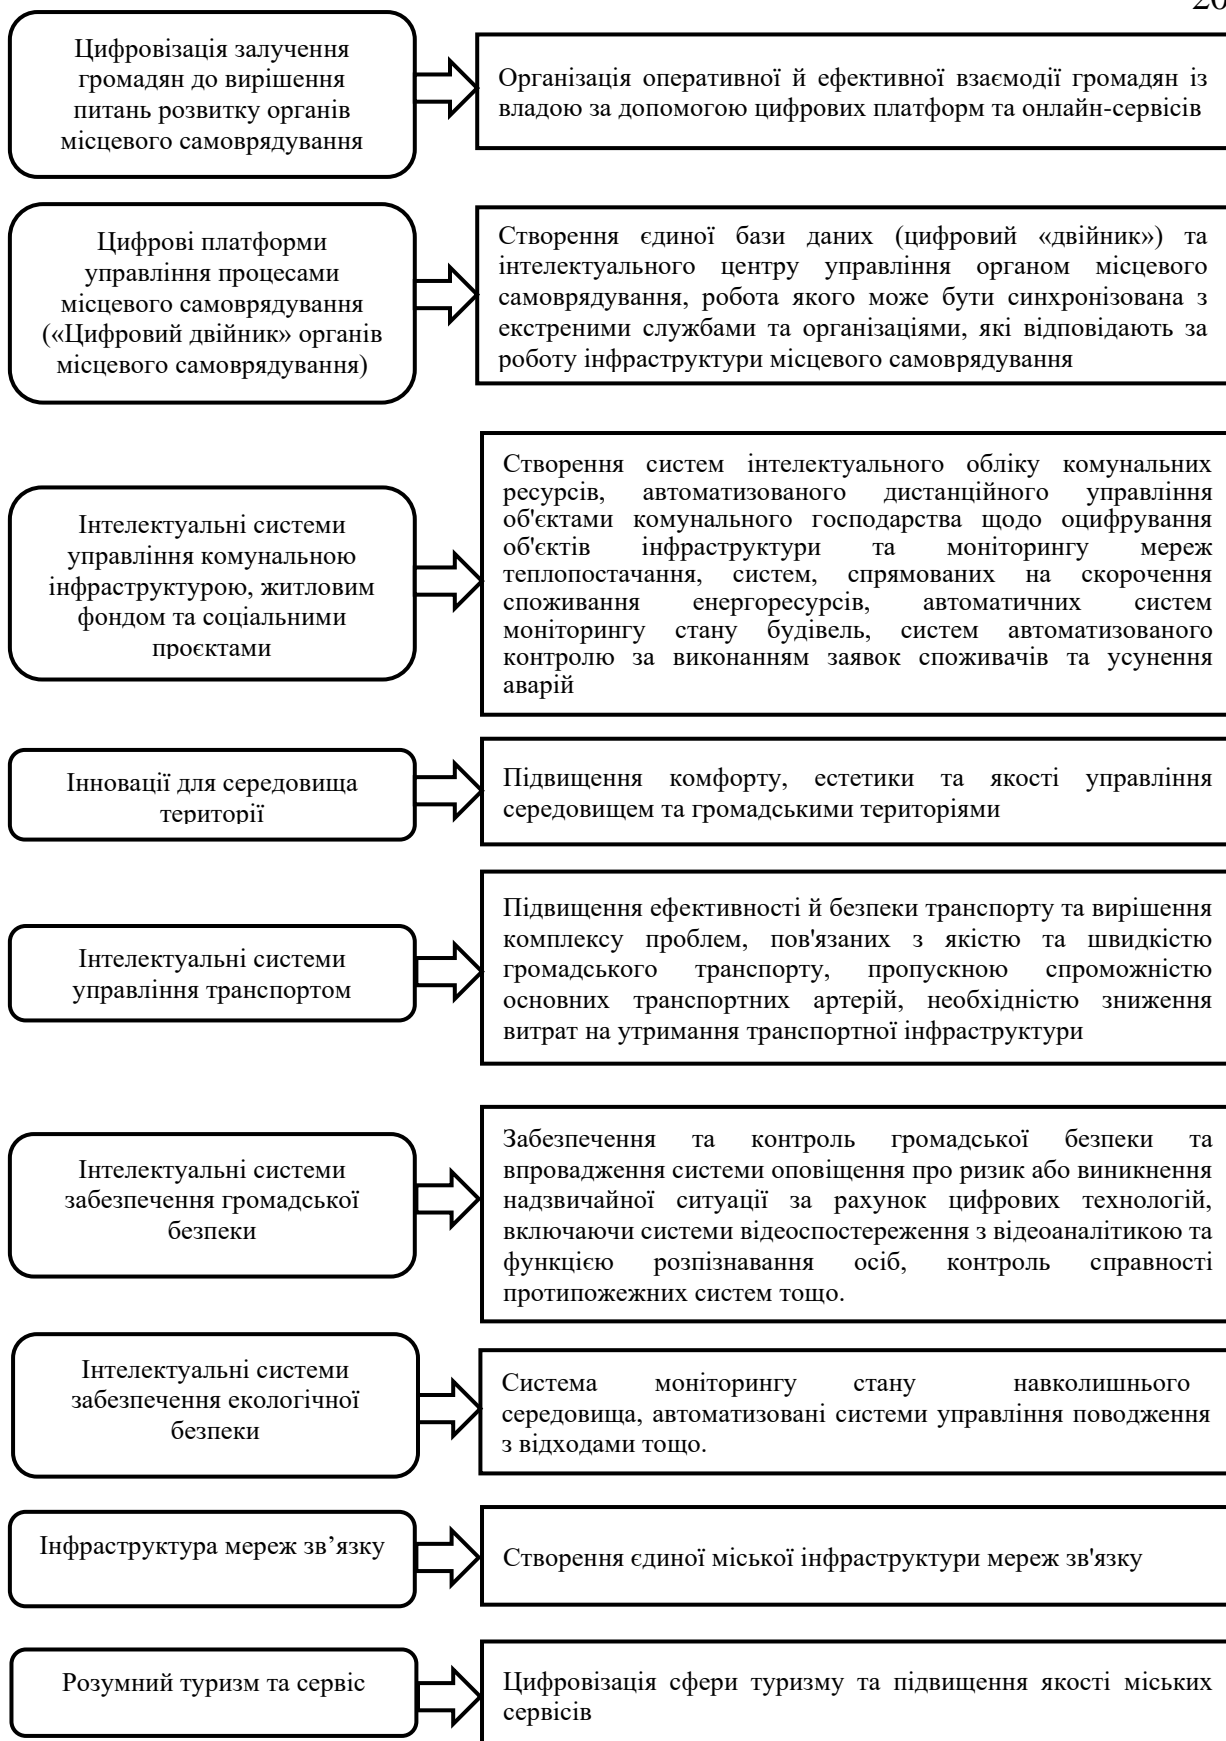 20
Цифровізація залучення
громадян до вирішення
питань розвитку органів
місцевого самоврядування
Організація оперативної й ефективної взаємодії громадян із
владою за допомогою цифрових платформ та онлайн-сервісів
Цифрові платформи
управління процесами
місцевого самоврядування
(«Цифровий двійник» органів
місцевого самоврядування)
Створення єдиної бази даних (цифровий «двійник») та
інтелектуального центру управління органом місцевого
самоврядування, робота якого може бути синхронізована з
екстреними службами та організаціями, які відповідають за
роботу інфраструктури місцевого самоврядування
Інтелектуальні системи
управління комунальною
інфраструктурою, житловим
фондом та соціальними
проєктами
Створення систем інтелектуального обліку комунальних
ресурсів, автоматизованого дистанційного управління
об'єктами комунального господарства щодо оцифрування
об'єктів інфраструктури та моніторингу мереж
теплопостачання, систем, спрямованих на скорочення
споживання енергоресурсів, автоматичних систем
моніторингу стану будівель, систем автоматизованого
контролю за виконанням заявок споживачів та усунення
аварій
Інновації для середовища
території
Підвищення комфорту, естетики та якості управління
середовищем та громадськими територіями
Інтелектуальні системи
управління транспортом
Підвищення ефективності й безпеки транспорту та вирішення
комплексу проблем, пов'язаних з якістю та швидкістю
громадського транспорту, пропускною спроможністю
основних транспортних артерій, необхідністю зниження
витрат на утримання транспортної інфраструктури
Інтелектуальні системи
забезпечення громадської
безпеки
Забезпечення та контроль громадської безпеки та
впровадження системи оповіщення про ризик або виникнення
надзвичайної ситуації за рахунок цифрових технологій,
включаючи системи відеоспостереження з відеоаналітикою та
функцією розпізнавання осіб, контроль справності
протипожежних систем тощо.
Інтелектуальні системи
забезпечення екологічної
безпеки
Система моніторингу стану навколишнього
середовища, автоматизовані системи управління поводження
з відходами тощо.
Інфраструктура мереж зв’язку
Створення єдиної міської інфраструктури мереж зв'язку
Розумний туризм та сервіс
Цифровізація сфери туризму та підвищення якості міських
сервісів